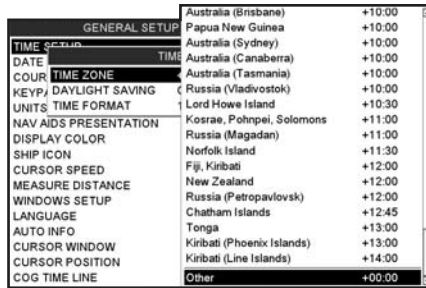 GENERAL SETUP
TIME SETUP
DATE
COUR
KEYPA
UNITS
NAV AIDS PRESENTATION
DISPLAY COLOR
SHIP ICON
CURSOR SPEED
MEASURE DISTANCE
WINDOWS SETUP
LANGUAGE
AUTO INFO
CURSOR WINDOW
CURSOR POSITION
COG TIME LINE
TIME
TIME ZONE
DAYLIGHT SAVING
TIME FORMAT
Australia (Brisbane) +10:00
Papua New Guinea +10:00
Australia (Sydney) +10:00
Australia (Canaberra) +10:00
Australia (Tasmania) +10:00
Russia (Vladivostok) +10:00
Lord Howe Island +10:30
Kosrae, Pohnpei, Solomons +11:00
Russia (Magadan) +11:00
Norfolk Island +11:30
Fiji, Kiribati +12:00
New Zealand +12:00
Russia (Petropavlovsk) +12:00
Chatham Islands +12:45
Tonga +13:00
Kiribati (Phoenix Islands) +13:00
Kiribati (Line Islands) +14:00
Other +00:00